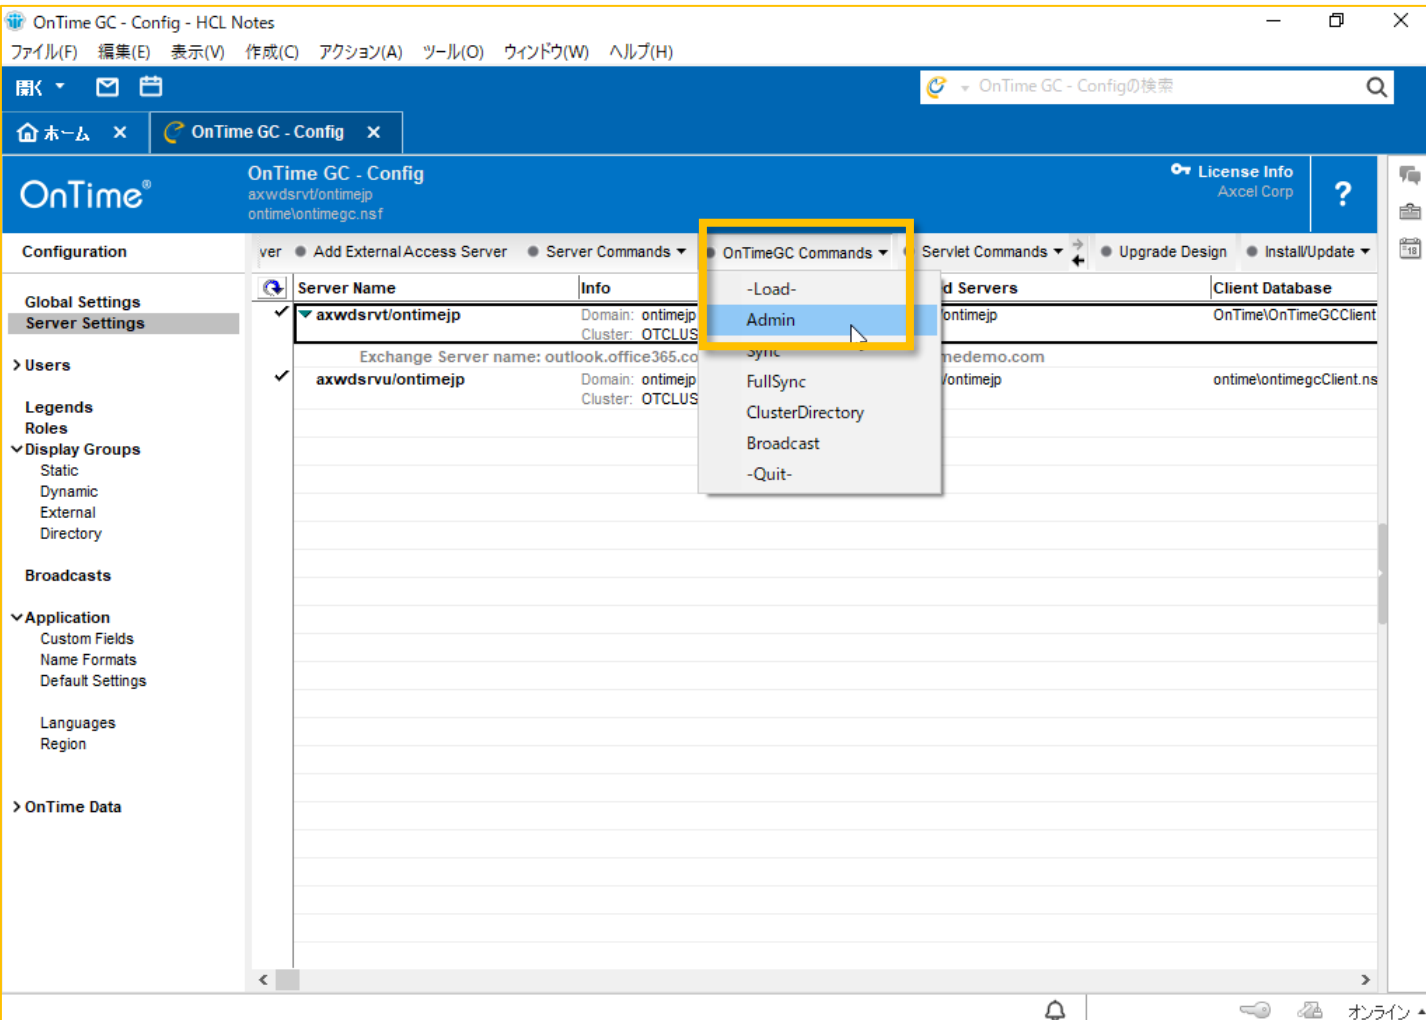 OnTime GC - Config - HCL Notes
ファイル(F) 編集(E) 表示(V) 作成(C) アクション(A) ツール(O) ウィンドウ(W) ヘルプ(H)
開く
OnTime GC - Configの検索
ホーム
OnTime GC - Config
OnTime®
OnTime GC - Config
axwdsrvt/ontimejp
ontime\ontimegc.nsf
License Info
Axcel Corp
?
Configuration
ver
Add External Access Server
Server Commands
OnTimeGC Commands
Servlet Commands
Upgrade Design
Install/Update
Global Settings
Server Settings
Users
Legends
Roles
Display Groups
Static
Dynamic
External
Directory
Broadcasts
Application
Custom Fields
Name Formats
Default Settings
Languages
Region
OnTime Data
Server Name
Info
d Servers
Client Database
axwdsrvt/ontimejp
Domain: ontimejp
/ontimejp
OnTime\OnTimeGCClient
Cluster: OTCLUS
Exchange Server name: outlook.office365.co
medemo.com
axwdsrvu/ontimejp
Domain: ontimejp
/ontimejp
ontime\ontimegcClient.ns
Cluster: OTCLUS
-Load-
Admin
Sync
FullSync
ClusterDirectory
Broadcast
-Quit-
18
オンライン